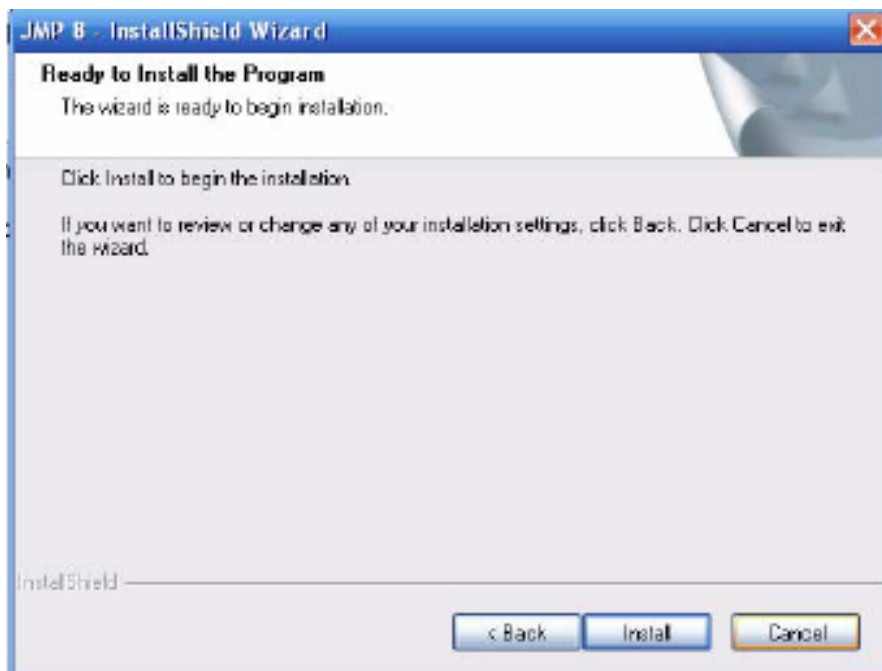 JMP 8 - InstallShield Wizard
Ready to Install the Program
The wizard is ready to begin installation.
Click Install to begin the installation.
If you want to review or change any of your installation settings, click Back. Click Cancel to exit
the wizard.
InstallShield
< Back
Install
Cancel